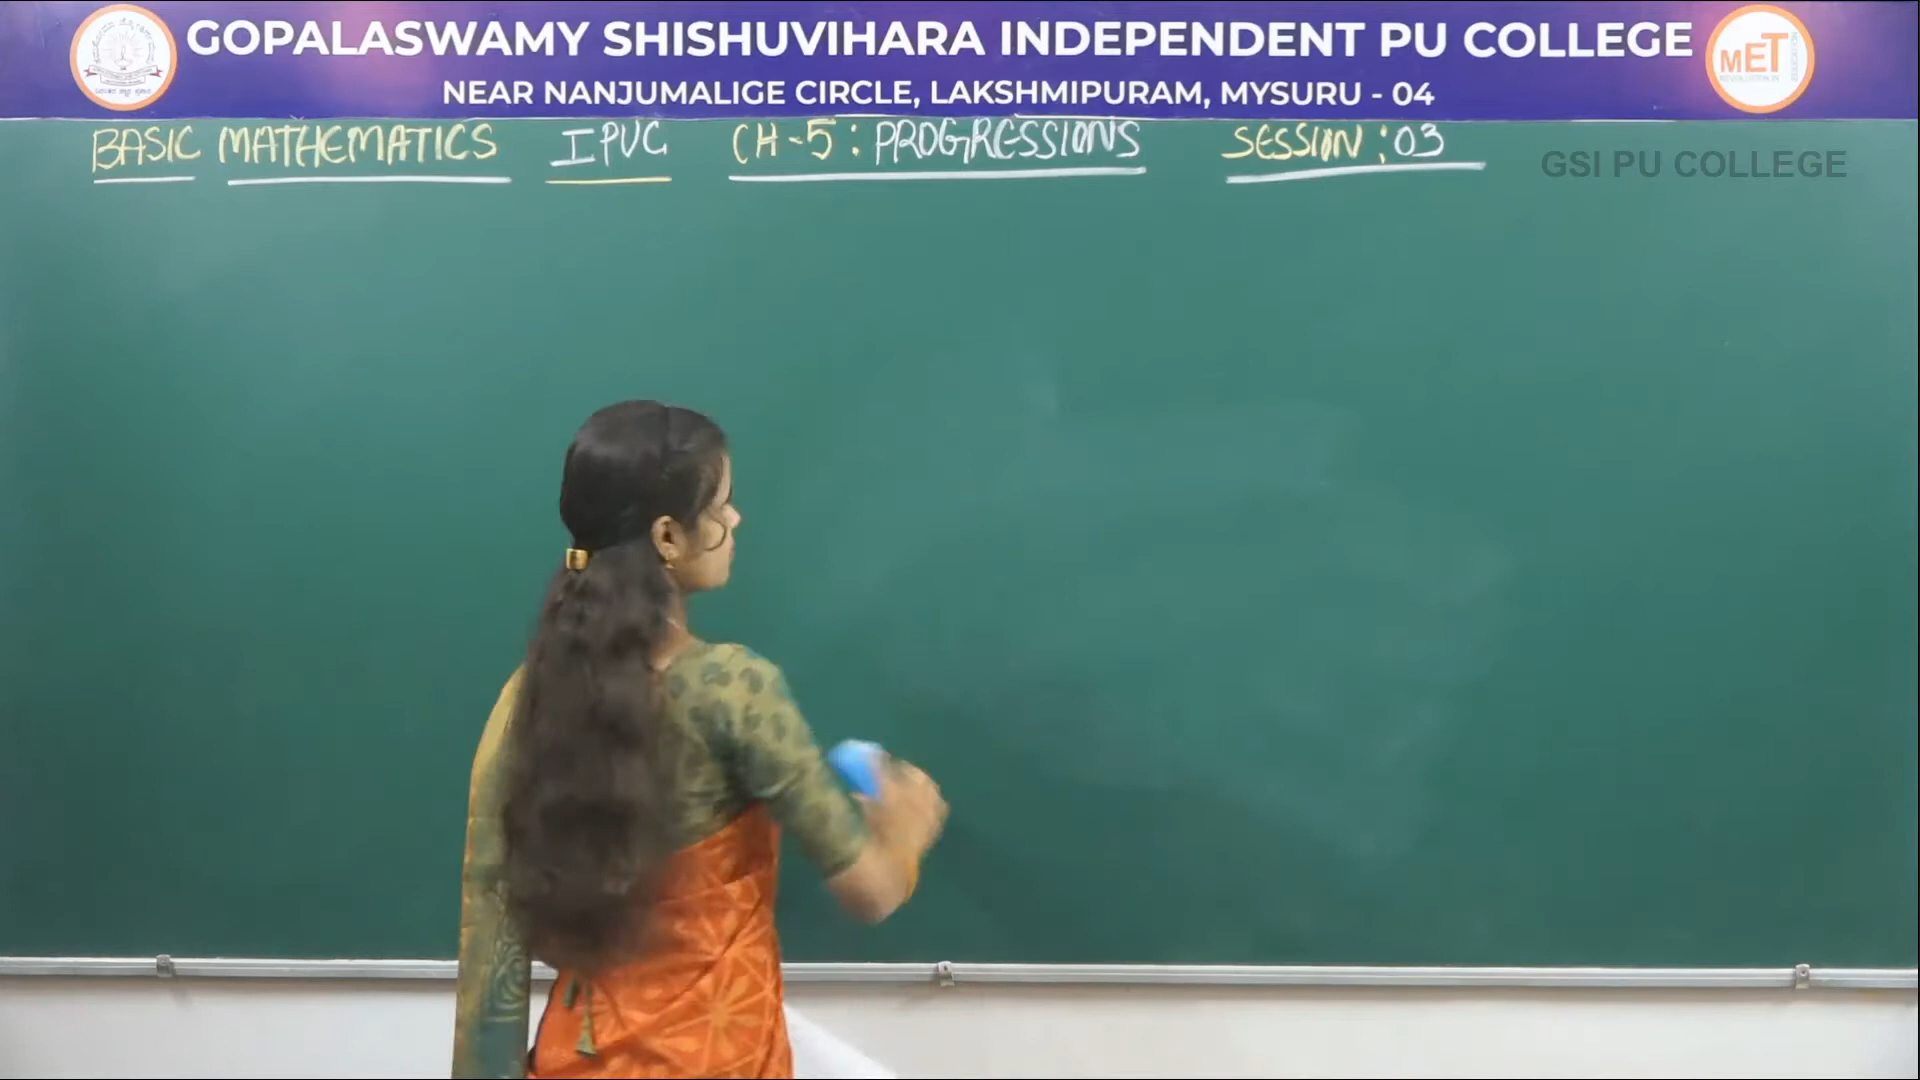 GOPALASWAMY SHISHUVIHARA INDEPENDENT PU COLLEGE
NEAR NANJUMALIGE CIRCLE, LAKSHMIPURAM, MYSURU - 04
MET
BASIC MATHEMATICS I PUC CH-5: PROGRESSIONS SESSION: 03
GSI PU COLLEGE